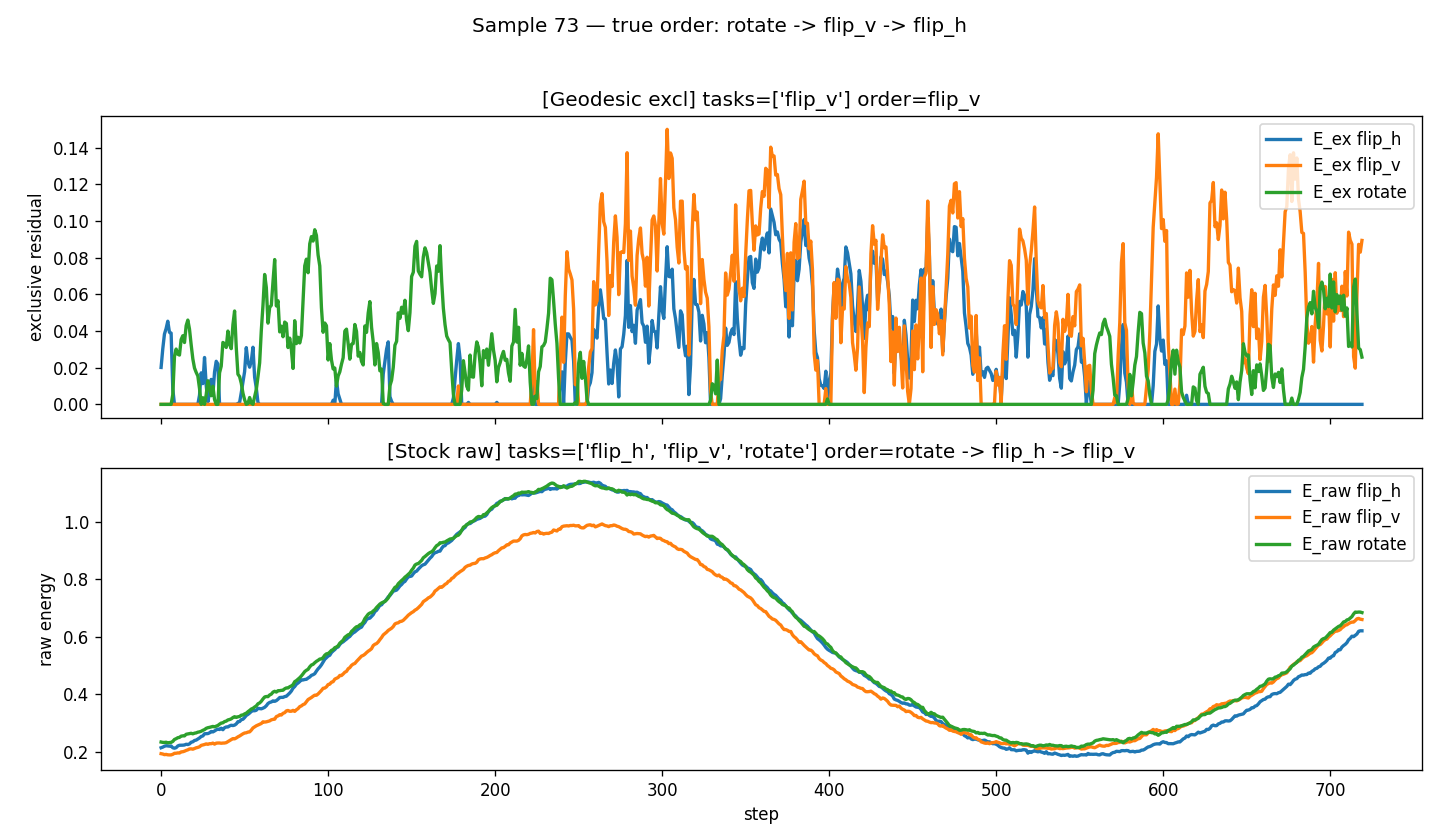 Sample 73 — true order: rotate -> flip_v -> flip_h
[Geodesic excl] tasks=['flip_v'] order=flip_v
exclusive residual
0.14
0.12
0.10
0.08
0.06
0.04
0.02
0.00
E_ex flip_h
E_ex flip_v
E_ex rotate
[Stock raw] tasks=['flip_h', 'flip_v', 'rotate'] order=rotate -> flip_h -> flip_v
raw energy
1.0
0.8
0.6
0.4
0.2
E_raw flip_h
E_raw flip_v
E_raw rotate
0 100 200 300 400 500 600 700
step